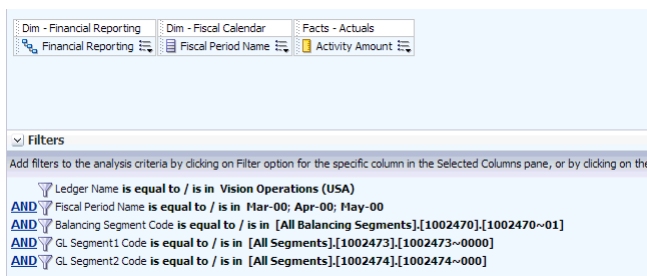 Dim - Financial Reporting Dim - Fiscal Calendar Facts - Actuals
Financial Reporting Fiscal Period Name Activity Amount
Filters
Add filters to the analysis criteria by clicking on Filter option for the specific column in the Selected Columns pane, or by clicking on the
Ledger Name is equal to / is in Vision Operations (USA)
AND Fiscal Period Name is equal to / is in Mar-00; Apr-00; May-00
AND Balancing Segment Code is equal to / is in [All Balancing Segments].[1002470].[1002470~01]
AND GL Segment1 Code is equal to / is in [All Segments].[1002473].[1002473~0000]
AND GL Segment2 Code is equal to / is in [All Segments].[1002474].[1002474~000]